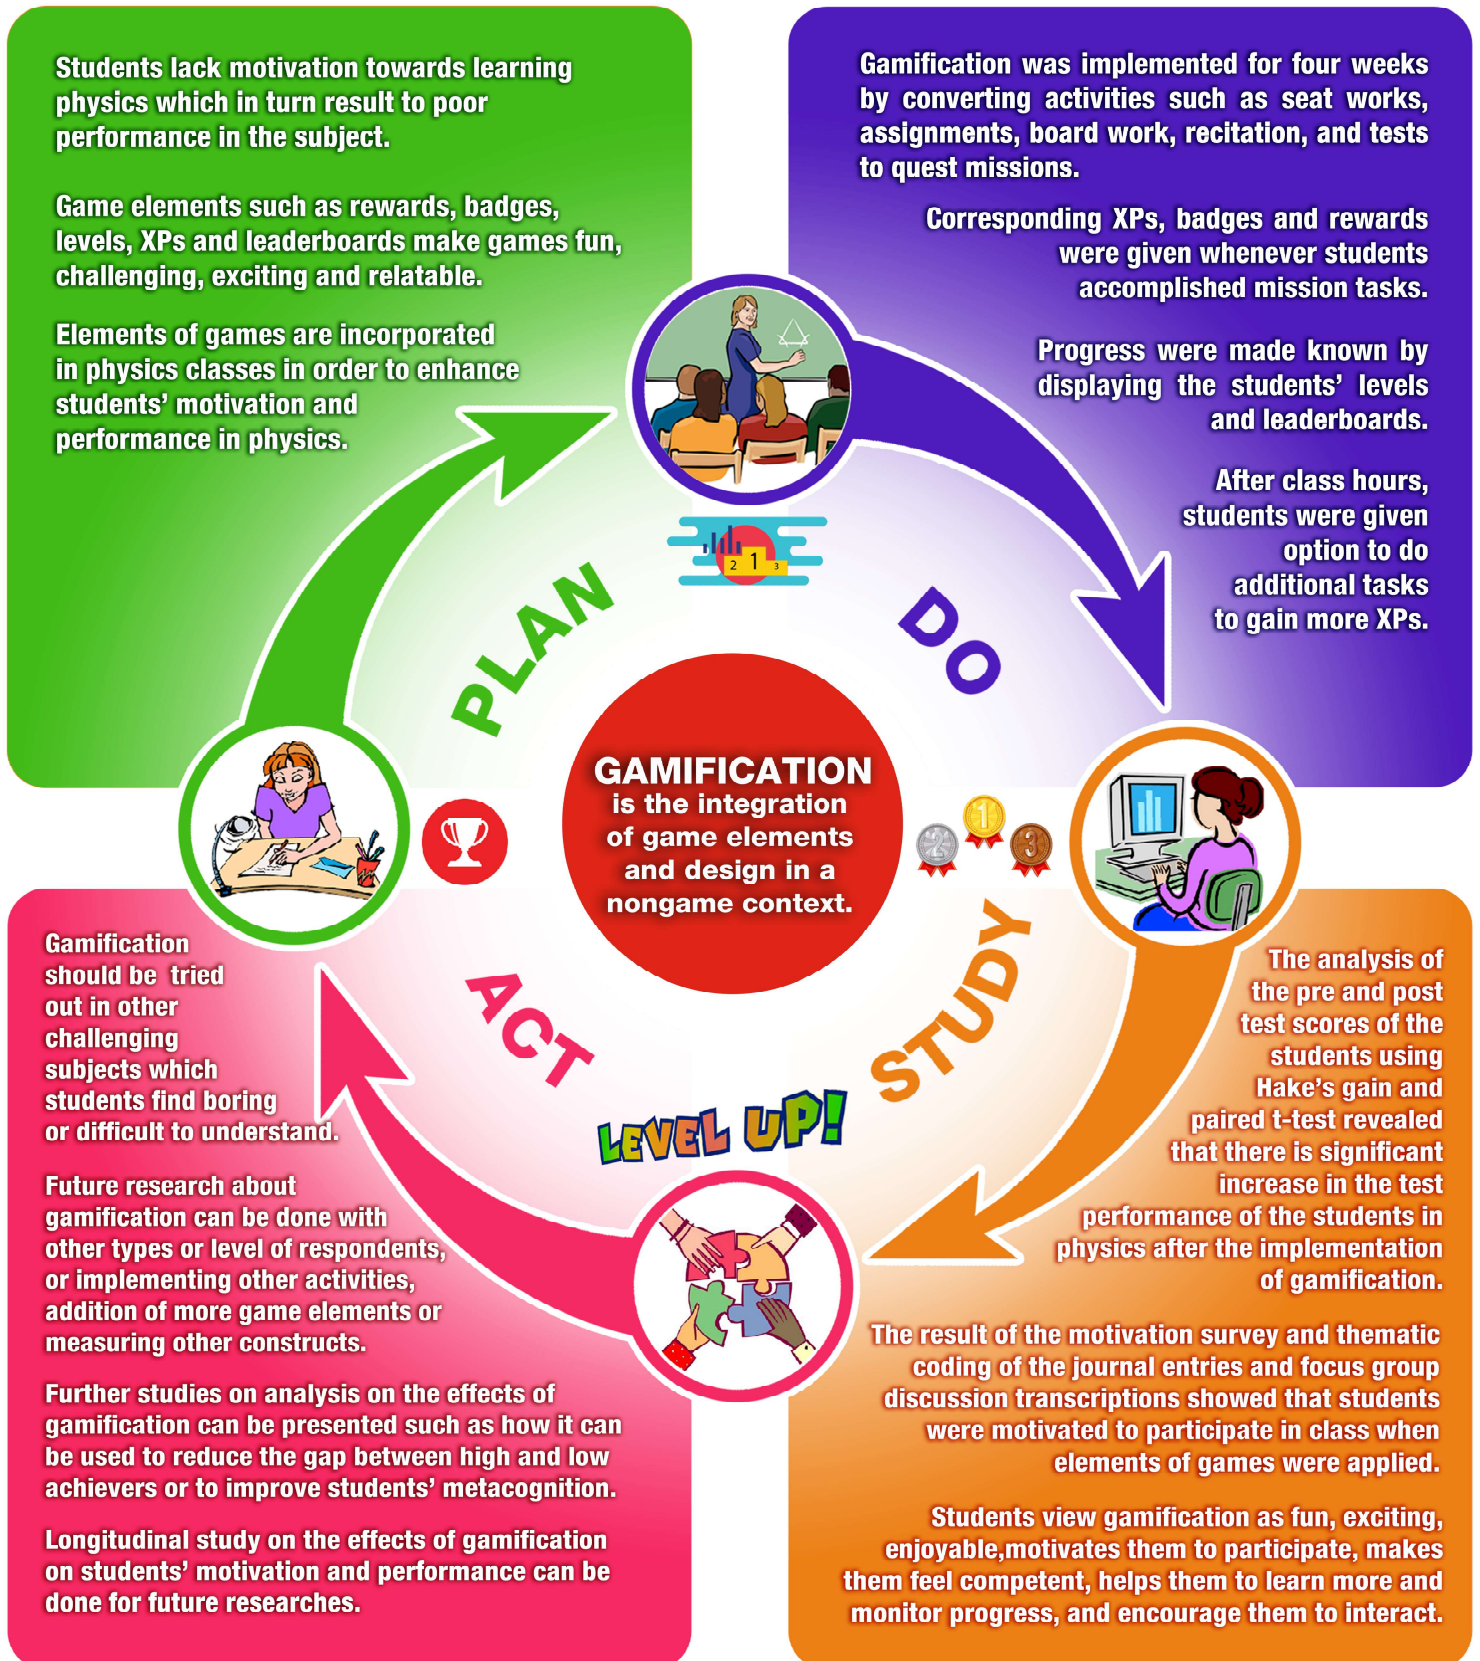 Students lack motivation towards learning
physics which in turn result to poor
performance in the subject.
Game elements such as rewards, badges,
levels, XPs and leaderboards make games fun,
challenging, exciting and relatable.
Elements of games are incorporated
in physics classes in order to enhance
students' motivation and
performance in physics.
PLAN
Gamification was implemented for four weeks
by converting activities such as seat works,
assignments, board work, recitation, and tests
to quest missions.
Corresponding XPs, badges and rewards
were given whenever students
accomplished mission tasks.
Progress were made known by
displaying the students' levels
and leaderboards.
After class hours,
students were given
option to do
additional tasks
to gain more XPs.
DO
2 1 3
GAMIFICATION
is the integration
of game elements
and design in a
nongame context.
2 1 3
STUDY
The analysis of
the pre and post
test scores of the
students using
Hake's gain and
paired t-test revealed
that there is significant
increase in the test
performance of the students in
physics after the implementation
of gamification.
The result of the motivation survey and thematic
coding of the journal entries and focus group
discussion transcriptions showed that students
were motivated to participate in class when
elements of games were applied.
Students view gamification as fun, exciting,
enjoyable,motivates them to participate, makes
them feel competent, helps them to learn more and
monitor progress, and encourage them to interact.
LEVEL UP!
ACT
Gamification
should be tried
out in other
challenging
subjects which
students find boring
or difficult to understand.
Future research about
gamification can be done with
other types or level of respondents,
or implementing other activities,
addition of more game elements or
measuring other constructs.
Further studies on analysis on the effects of
gamification can be presented such as how it can
be used to reduce the gap between high and low
achievers or to improve students' metacognition.
Longitudinal study on the effects of gamification
on students' motivation and performance can be
done for future researches.